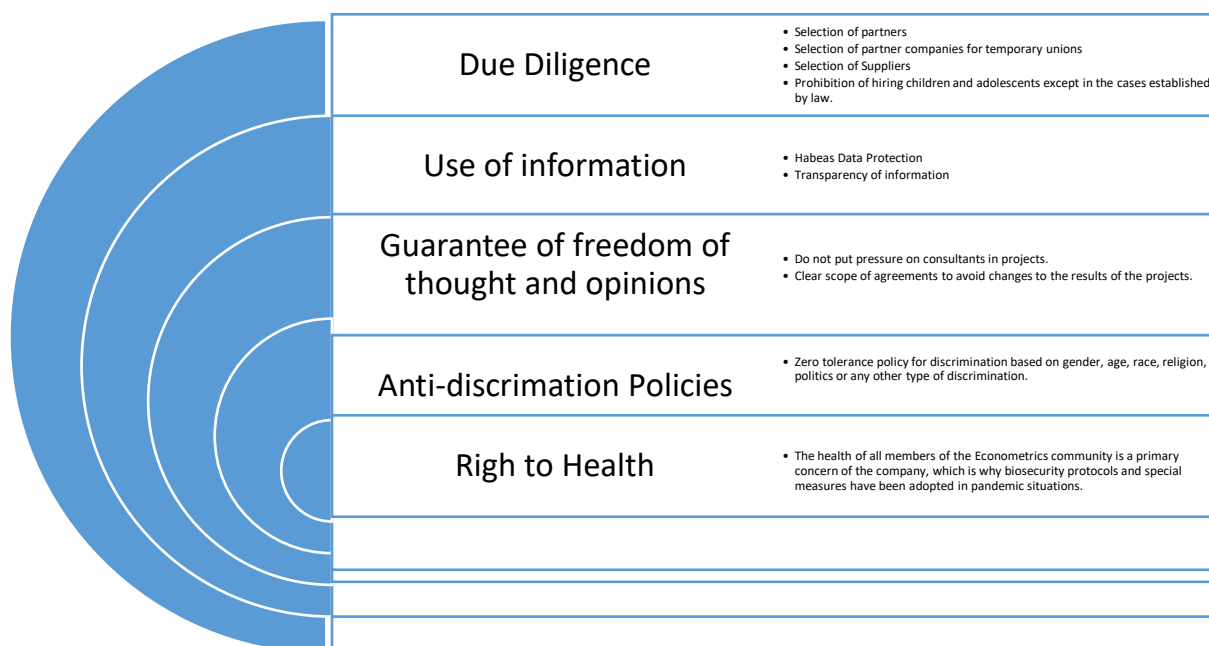 Due Diligence
• Selection of partners
• Selection of partner companies for temporary unions
• Selection of Suppliers
• Prohibition of hiring children and adolescents except in the cases established
by law.
Use of information
• Habeas Data Protection
• Transparency of information
Guarantee of freedom of
thought and opinions
• Do not put pressure on consultants in projects.
• Clear scope of agreements to avoid changes to the results of the projects.
Anti-discrimation Policies
• Zero tolerance policy for discrimination based on gender, age, race, religion,
politics or any other type of discrimination.
Righ to Health
• The health of all members of the Econometrics community is a primary
concern of the company, which is why biosecurity protocols and special
measures have been adopted in pandemic situations.